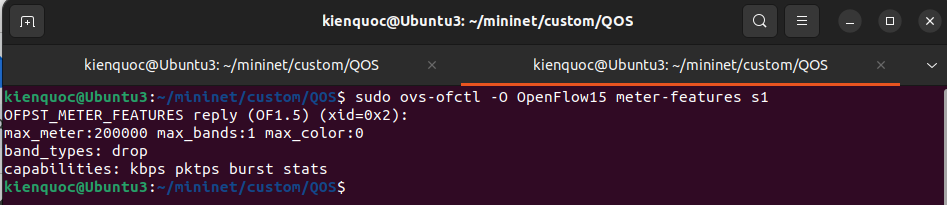 kienquoc@Ubuntu3: ~/mininet/custom/QOS
kienquoc@Ubuntu3: ~/mininet/custom/QOS × kienquoc@Ubuntu3: ~/mininet/custom/QOS ×
kienquoc@Ubuntu3:~/mininet/custom/QOS$ sudo ovs-ofctl -O OpenFlow15 meter-features s1
OFPST_METER_FEATURES reply (OF1.5) (xid=0x2):
max_meter:200000 max_bands:1 max_color:0
band_types: drop
capabilities: kbps pktps burst stats
kienquoc@Ubuntu3:~/mininet/custom/QOS$